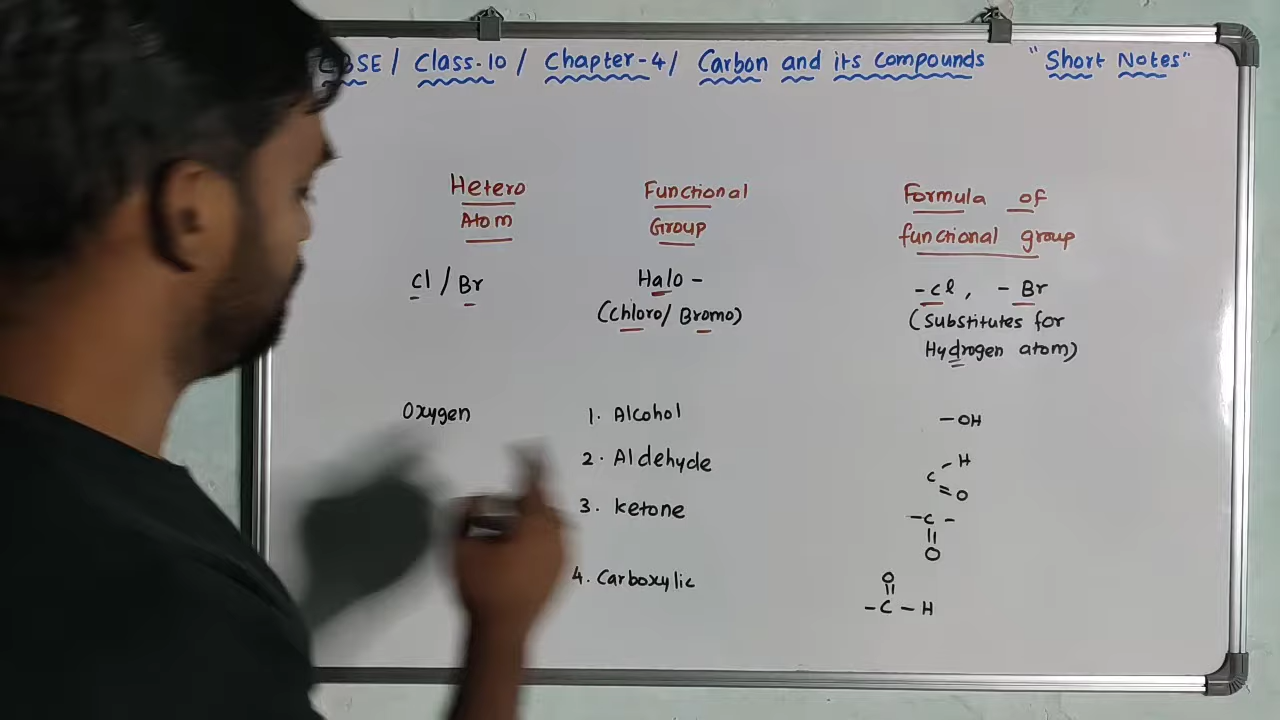 CBSE / Class-10 / Chapter-4 / Carbon and its compounds "Short Notes"
Hetero Atom
Functional Group
Formula of functional group
Cl / Br
Halo -
(Chloro/ Bromo)
-Cl, - Br
(Substitutes for
Hydrogen atom)
Oxygen
1. Alcohol
-OH
2. Aldehyde
C - H
= O
3. Ketone
-C-
||
O
4. Carboxylic
O
||
-C-H